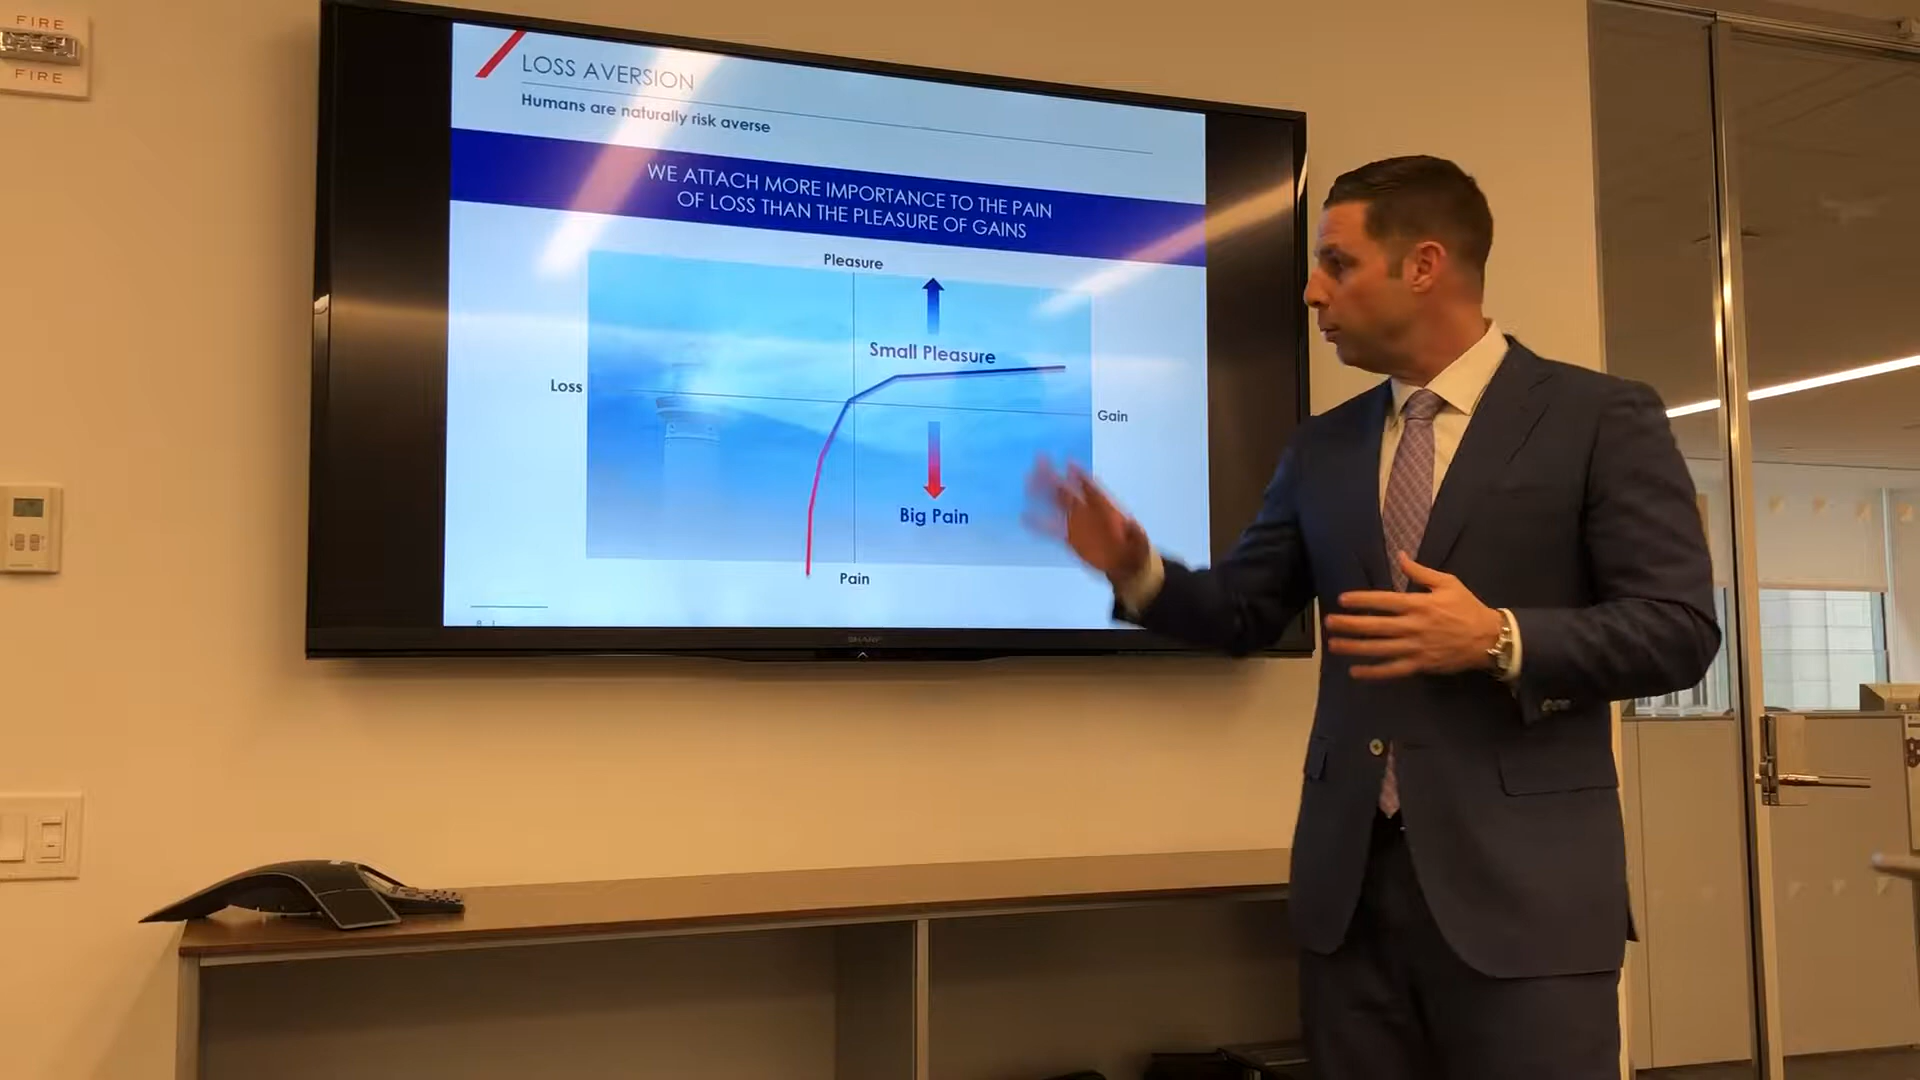 FIRE
FIRE
LOSS AVERSION
Humans are naturally risk averse
WE ATTACH MORE IMPORTANCE TO THE PAIN
OF LOSS THAN THE PLEASURE OF GAINS
Pleasure
Small Pleasure
Loss
Gain
Big Pain
Pain
SHARP